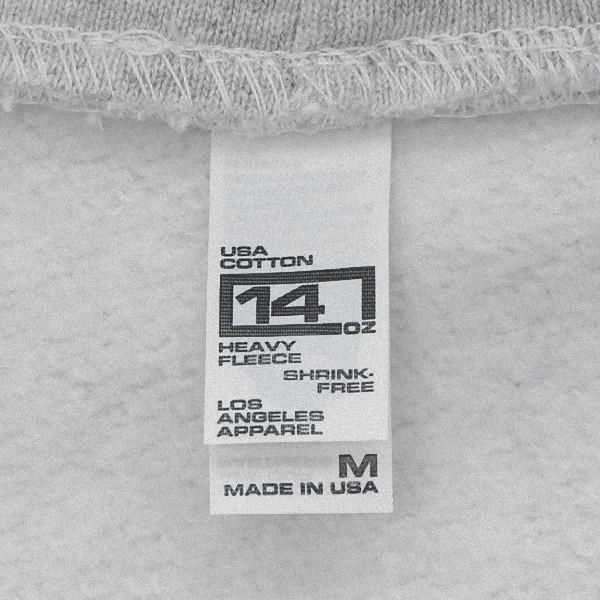 USA
COTTON
14
OZ
HEAVY
FLEECE
SHRINK-
FREE
LOS
ANGELES
APPAREL
M
MADE IN USA